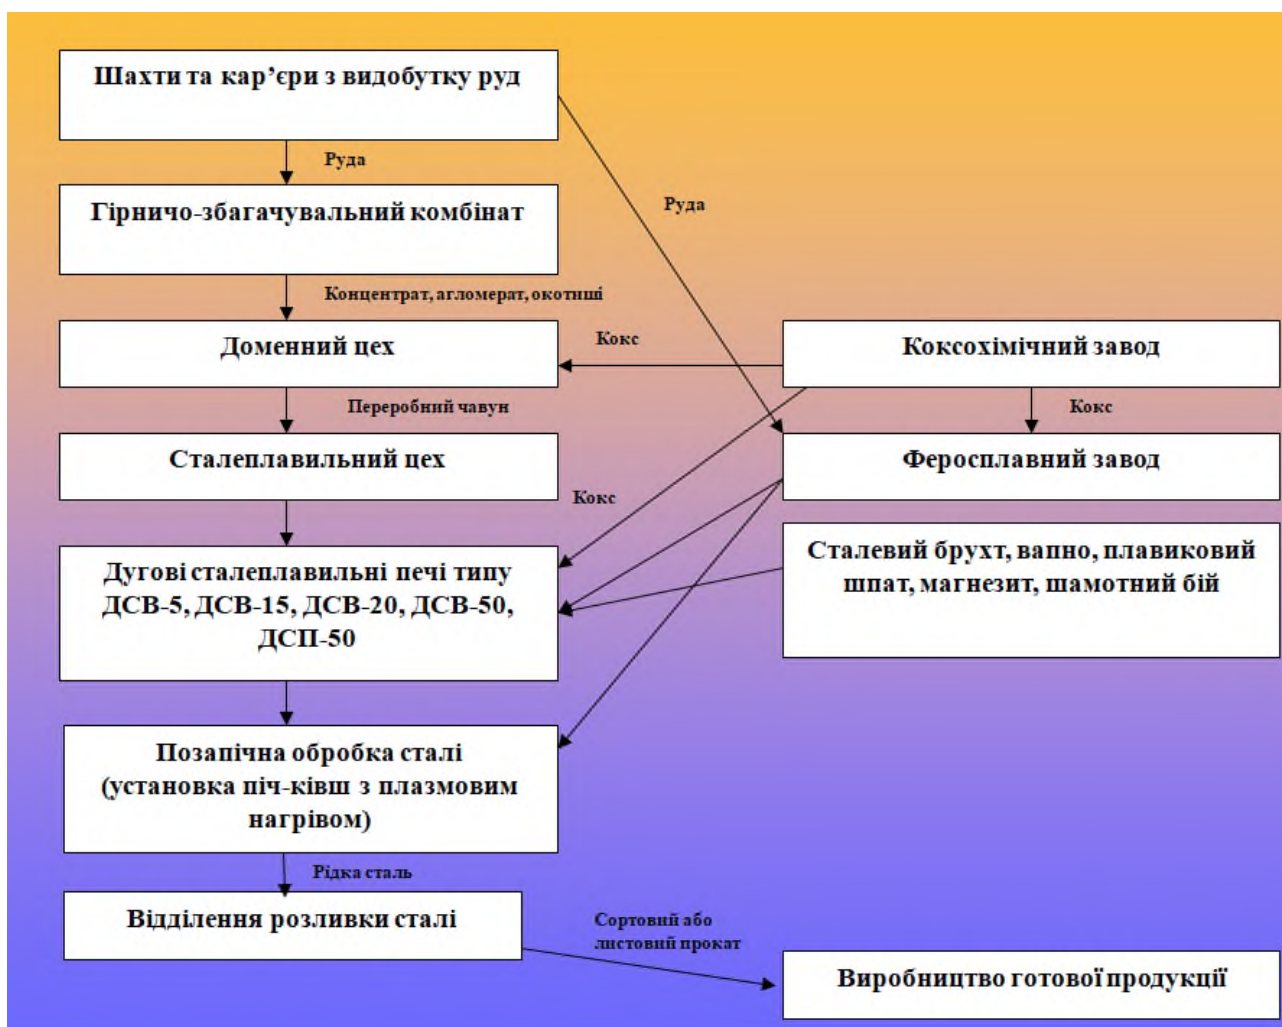 Шахти та кар’єри з видобутку руд
Руда
Гірничо-збагачувальний комбінат
Руда
Концентрат, агломерат, окотиші
Доменний цех
Кокс
Коксохімічний завод
Переробний чавун
Кокс
Сталеплавильний цех
Феросплавний завод
Кокс
Сталевий брухт, вапно, плавиковий
шпат, магнезит, шамотний бій
Дугові сталеплавильні печі типу
ДСВ-5, ДСВ-15, ДСВ-20, ДСВ-50,
ДСП-50
Позапічна обробка сталі
(установка піч-ківш з плазмовим
нагрівом)
Рідка сталь
Відділення розливки сталі
Сортовий або
листовий прокат
Виробництво готової продукції